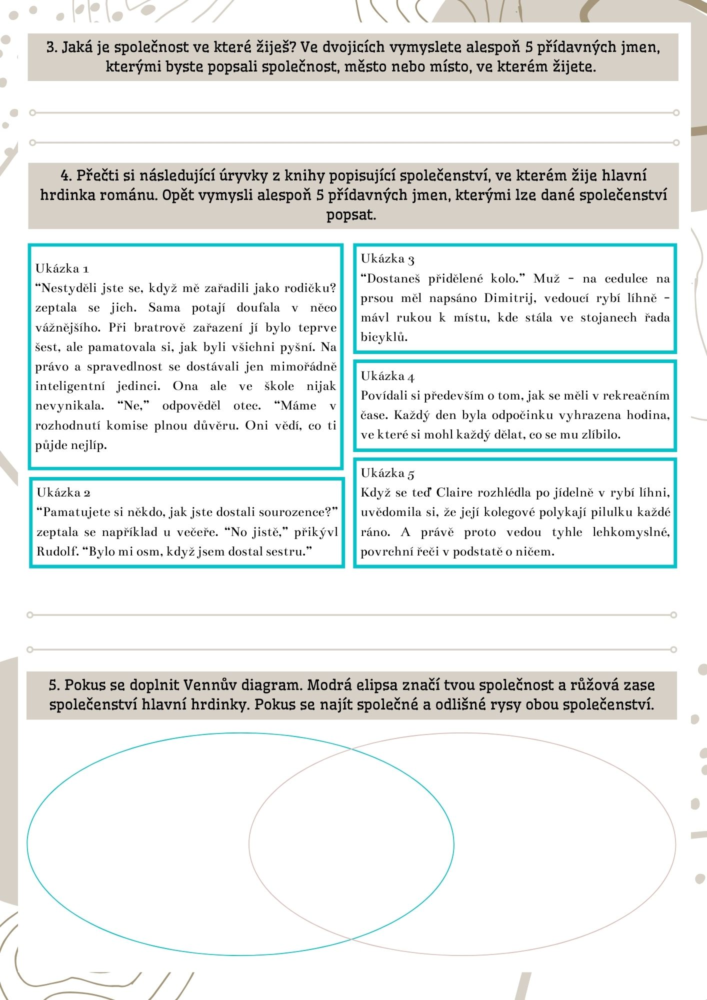 3. Jaká je společnost ve které žiješ? Ve dvojicích vymyslete alespoň 5 přídavných jmen,
kterými byste popsali společnost, město nebo místo, ve kterém žijete.
4. Přečti si následující úryvky z knihy popisující společenství, ve kterém žije hlavní
hrdinka románu. Opět vymysli alespoň 5 přídavných jmen, kterými lze dané společenství
popsat.
Ukázka 1
“Nestyděli jste se, když mě zařadili jako rodičku?
zeptala se jich. Sama potají doufala v něco
vážnějšího. Při bratrově zařazení jí bylo teprve
šest, ale pamatovala si, jak byli všichni pyšní. Na
právo a spravedlnost se dostávali jen mimořádně
inteligentní jedinci. Ona ale ve škole nijak
nevynikala. “Ne,” odpověděl otec. “Máme v
rozhodnutí komise plnou důvěru. Oni vědí, co ti
půjde nejlíp.
Ukázka 2
“Pamatujete si někdo, jak jste dostali sourozence?”
zeptala se například u večeře. “No jistě,” přikývl
Rudolf. “Bylo mi osm, když jsem dostal sestru.”
Ukázka 3
“Dostaneš přidělené kolo.” Muž - na cedulce na
prsou měl napsáno Dimitrij, vedoucí rybí líhně -
mávl rukou k místu, kde stála ve stojanech řada
bicyklů.
Ukázka 4
Povídali si především o tom, jak se měli v rekreačním
čase. Každý den byla odpočinku vyhrazena hodina,
ve které si mohl každý dělat, co se mu zlíbilo.
Ukázka 5
Když se teď Claire rozhlédla po jídelně v rybí líhni,
uvědomila si, že její kolegové polykají pilulku každé
ráno. A právě proto vedou tyhle lehkomyslné,
povrchní řeči v podstatě o ničem.
5. Pokus se doplnit Vennův diagram. Modrá elipsa značí tvou společnost a růžová zase
společenství hlavní hrdinky. Pokus se najít společné a odlišné rysy obou společenství.